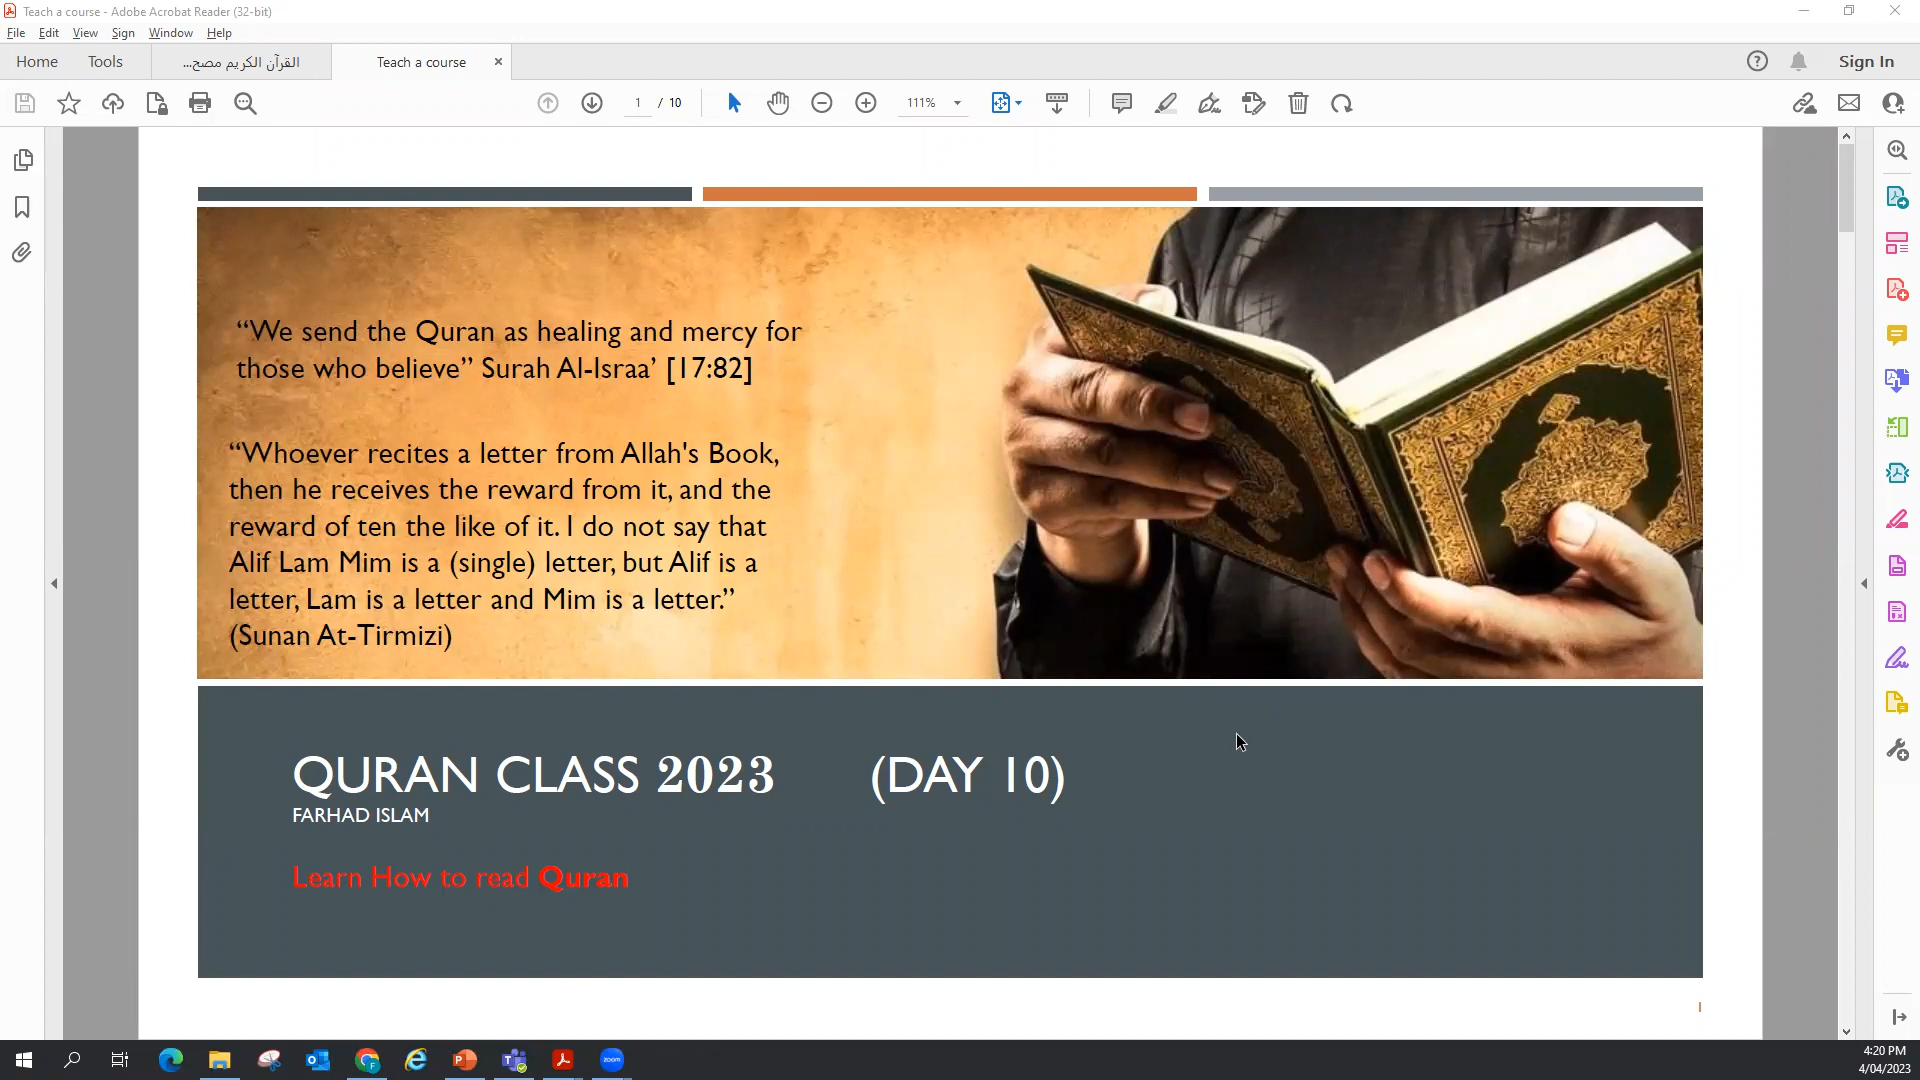 Teach a course - Adobe Acrobat Reader (32-bit)
File Edit View Sign Window Help
Home Tools القرآن الكريم مصح... Teach a course Sign In
1 / 10 111%
“We send the Quran as healing and mercy for
those who believe” Surah Al-Israa’ [17:82]
“Whoever recites a letter from Allah's Book,
then he receives the reward from it, and the
reward of ten the like of it. I do not say that
Alif Lam Mim is a (single) letter, but Alif is a
letter, Lam is a letter and Mim is a letter.”
(Sunan At-Tirmizi)
QURAN CLASS 2023 (DAY 10)
FARHAD ISLAM
Learn How to read Quran
1
zoom
4:20 PM
4/04/2023